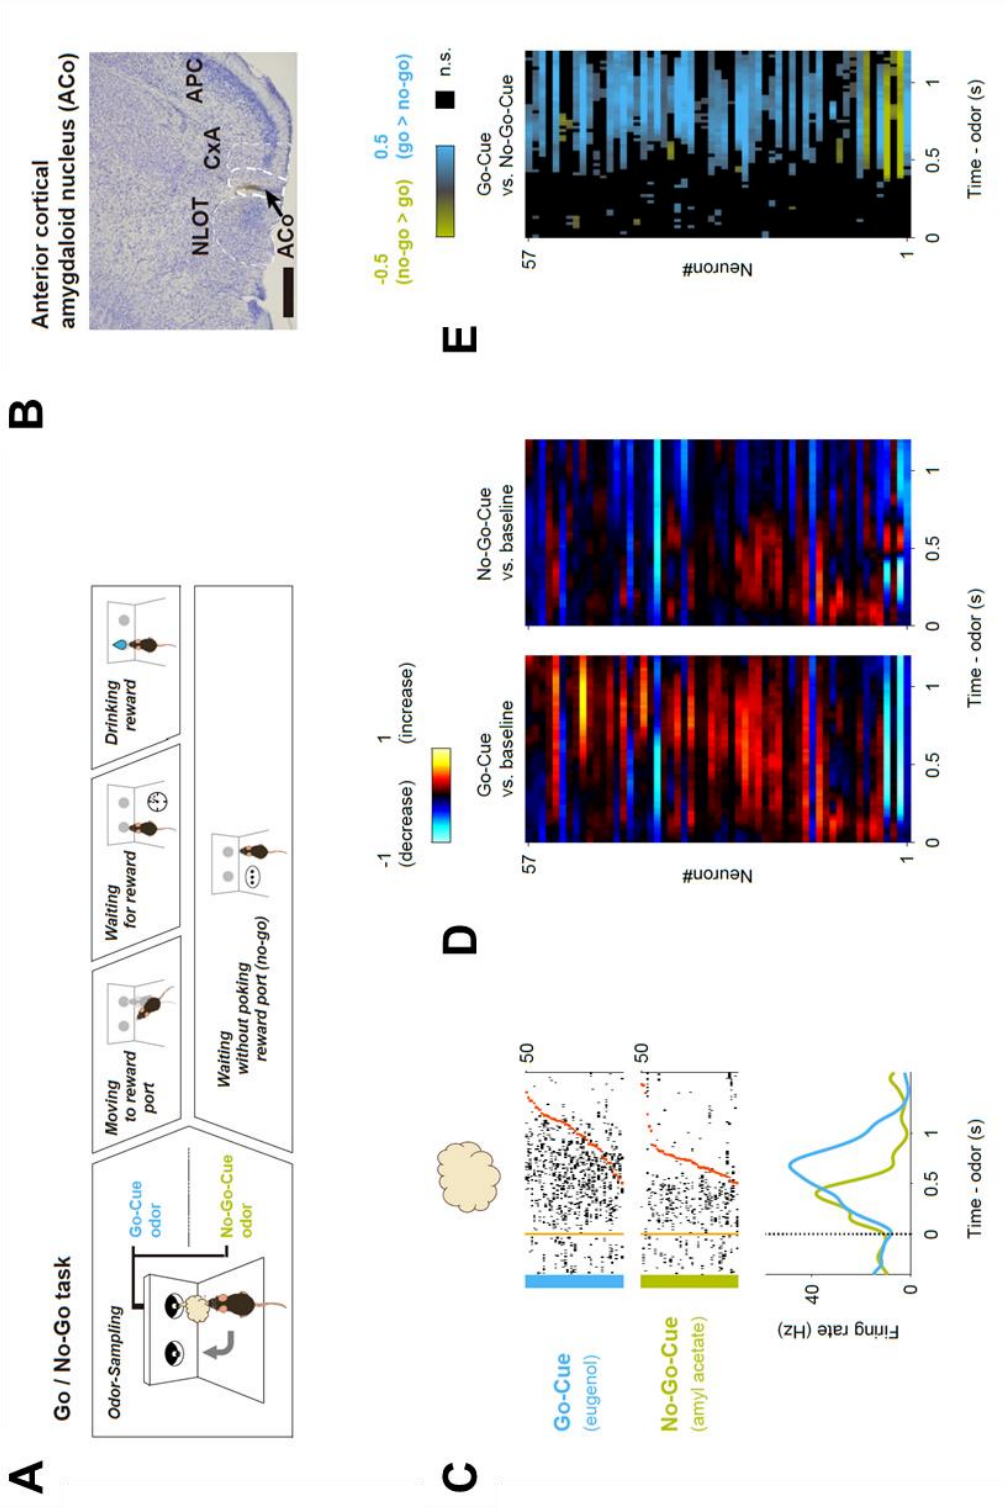 A
Go / No-Go task
Odor-Sampling
Go-Cue
odor
No-Go-Cue
odor
Moving
to reward
port
Waiting
for reward
Drinking
reward
Waiting
without poking
reward port (no-go)
B
Anterior cortical
amygdaloid nucleus (ACo)
NLOT
CxA
APC
ACo
C
Go-Cue
(eugenol)
No-Go-Cue
(amyl acetate)
50
50
Firing rate (Hz)
40
0
0
0.5
1
Time - odor (s)
D
-1
(decrease)
1
(increase)
Go-Cue
vs. baseline
No-Go-Cue
vs. baseline
57
Neuron#
1
0
0.5
1
0
0.5
1
Time - odor (s)
E
-0.5
(no-go > go)
0.5
(go > no-go)
n.s.
Go-Cue
vs. No-Go-Cue
57
Neuron#
1
0
0.5
1
Time - odor (s)